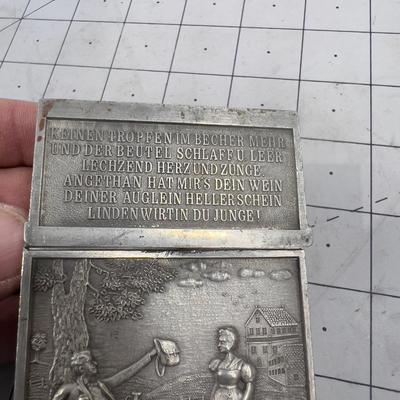 KEINEN TROPFEN IM BECHER MEHR
UND DER BEUTEL SCHLAFF U. LEER
LECHZEND HERZ UND ZUNGE.
ANGETHAN HAT MIR'S DEIN WEIN
DEINER ÄUGLEIN HELLER SCHEIN
LINDENWIRTIN DU JUNGE!